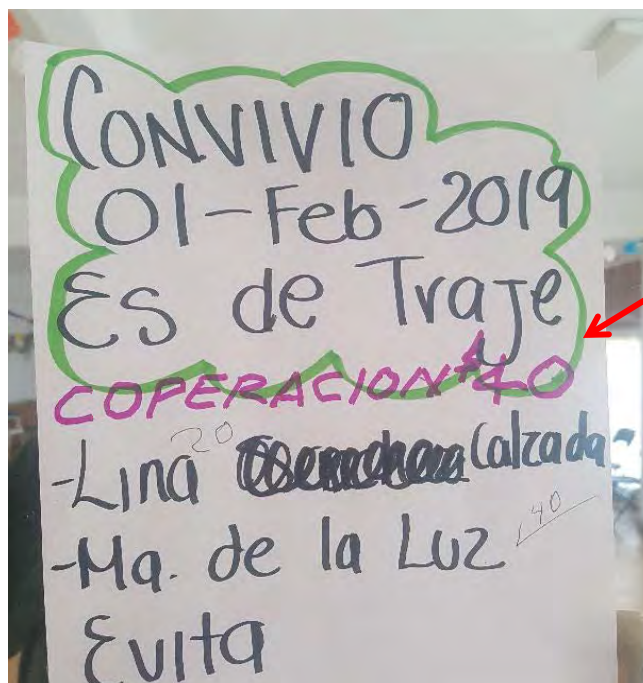 CONVIVIO
01-Feb-2019
Es de Traje
COPERACION $40
20
-Lina Calzada
-Ma. de la Luz 40
Evita